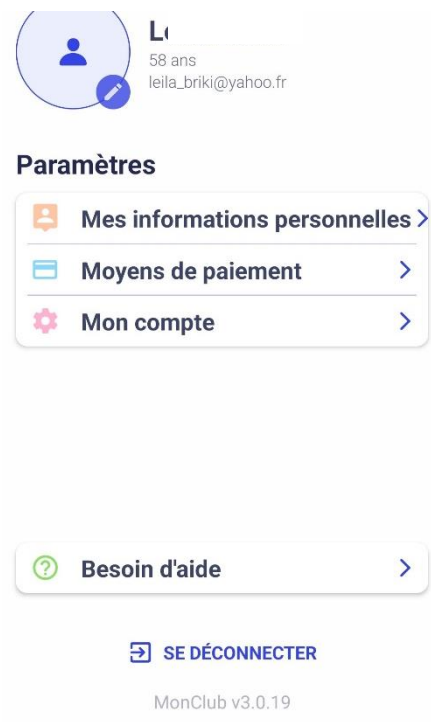 58 ans
leila_briki@yahoo.fr
Paramètres
Mes informations personnelles
Moyens de paiement
Mon compte
Besoin d'aide
SE DÉCONNECTER
MonClub v3.0.19